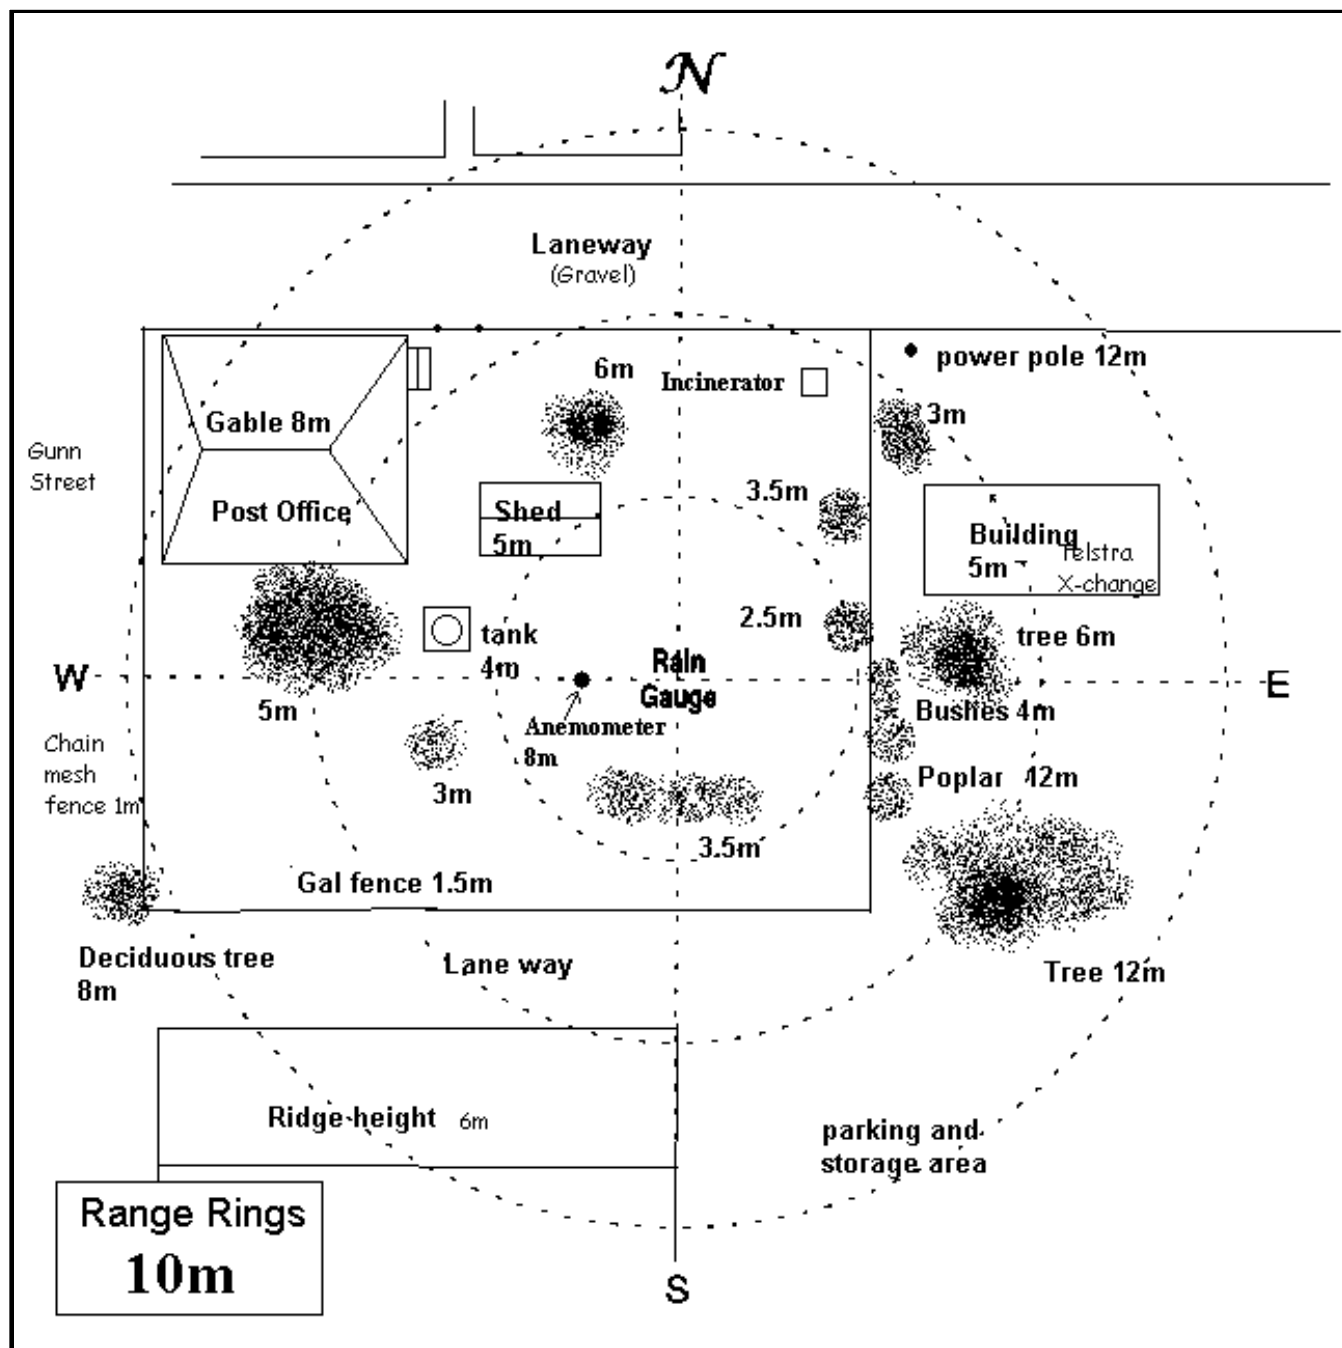 N
Laneway
(Gravel)
power pole 12m
6m
Incinerator
3m
Gable 8m
Gunn
Street
3.5m
Post Office
Shed
5m
Building
5m
Telstra
X-change
2.5m
tank
4m
tree 6m
W
Rain
Gauge
E
5m
Anemometer
8m
Bushes 4m
Chain
mesh
fence 1m
3m
Poplar 12m
3.5m
Gal fence 1.5m
Deciduous tree
8m
Lane way
Tree 12m
Ridge height 6m
parking and
storage area
Range Rings
10m
S